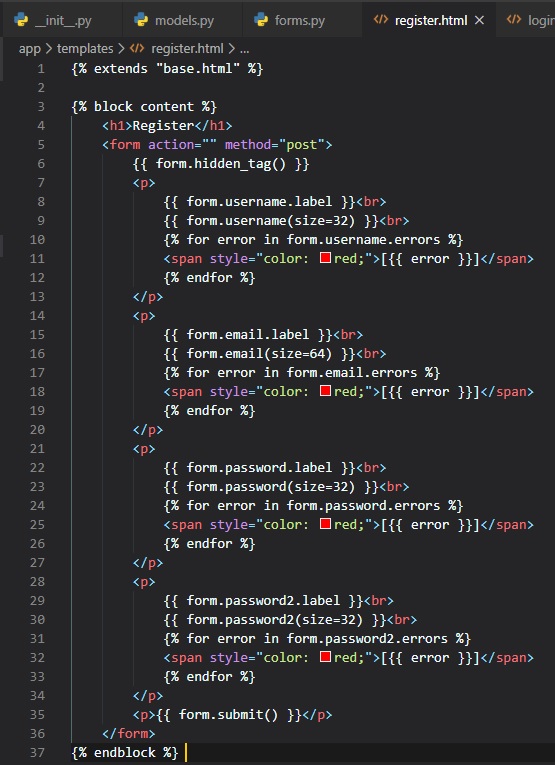 __init__.py models.py forms.py register.html login
app > templates > register.html > ...
1 {% extends "base.html" %}
2
3 {% block content %}
4 <h1>Register</h1>
5 <form action="" method="post">
6 {{ form.hidden_tag() }}
7 <p>
8 {{ form.username.label }}<br>
9 {{ form.username(size=32) }}<br>
10 {% for error in form.username.errors %}
11 <span style="color: red;">[{{ error }}]</span>
12 {% endfor %}
13 </p>
14 <p>
15 {{ form.email.label }}<br>
16 {{ form.email(size=64) }}<br>
17 {% for error in form.email.errors %}
18 <span style="color: red;">[{{ error }}]</span>
19 {% endfor %}
20 </p>
21 <p>
22 {{ form.password.label }}<br>
23 {{ form.password(size=32) }}<br>
24 {% for error in form.password.errors %}
25 <span style="color: red;">[{{ error }}]</span>
26 {% endfor %}
27 </p>
28 <p>
29 {{ form.password2.label }}<br>
30 {{ form.password2(size=32) }}<br>
31 {% for error in form.password2.errors %}
32 <span style="color: red;">[{{ error }}]</span>
33 {% endfor %}
34 </p>
35 <p>{{ form.submit() }}</p>
36 </form>
37 {% endblock %}